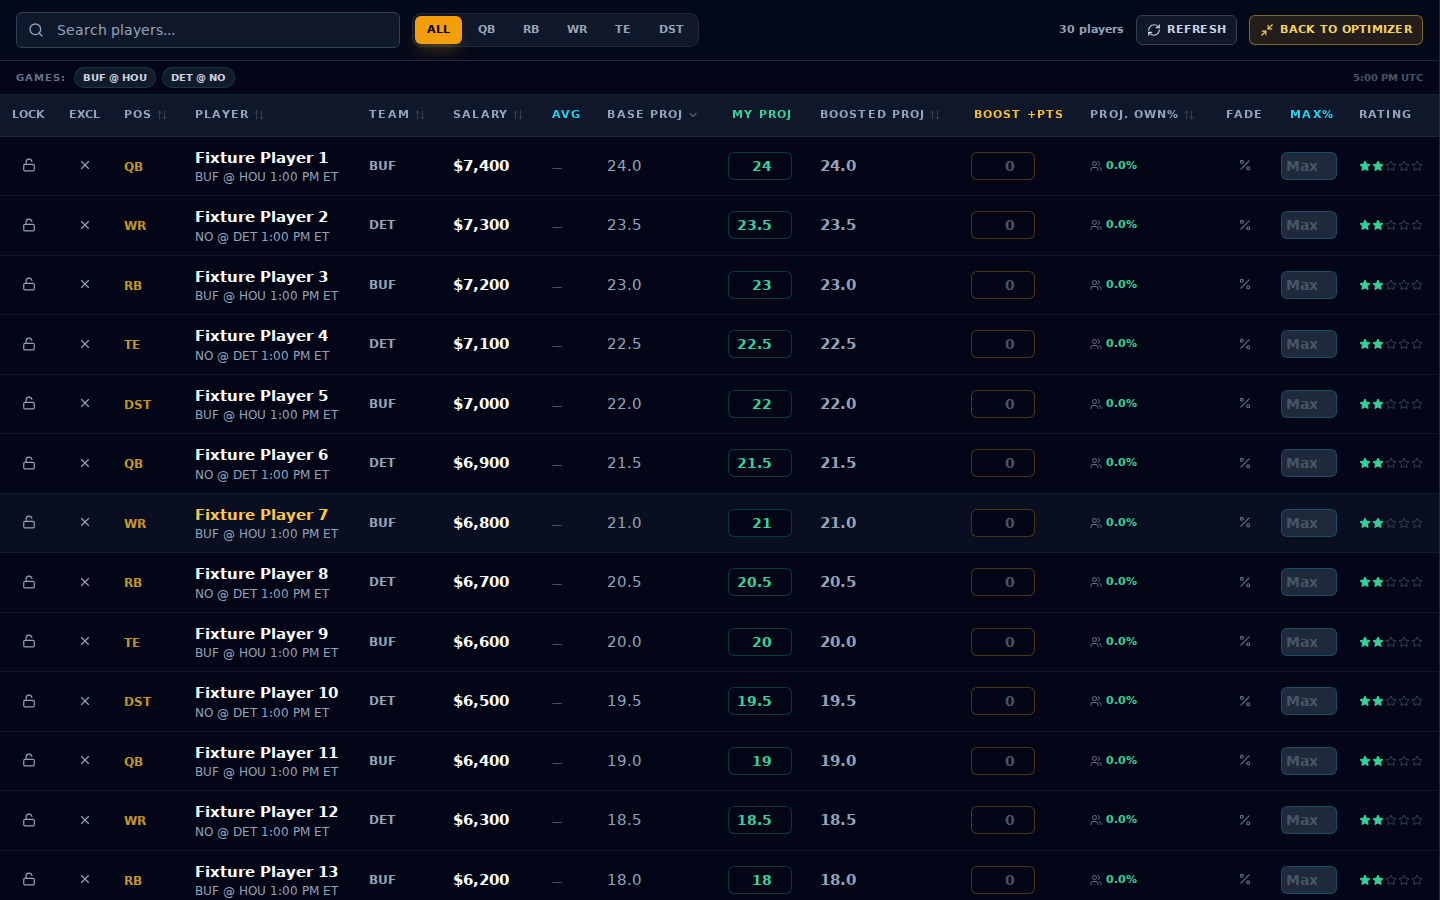 Search players... ALL QB RB WR TE DST 30 players REFRESH BACK TO OPTIMIZER
GAMES: BUF @ HOU DET @ NO 5:00 PM UTC
LOCK EXCL POS PLAYER TEAM SALARY AVG BASE PROJ MY PROJ BOOSTED PROJ BOOST +PTS PROJ. OWN% FADE MAX% RATING
QB Fixture Player 1 BUF $7,400 — 24.0 24 24.0 0 0.0% % Max
BUF @ HOU 1:00 PM ET
WR Fixture Player 2 DET $7,300 — 23.5 23.5 23.5 0 0.0% % Max
NO @ DET 1:00 PM ET
RB Fixture Player 3 BUF $7,200 — 23.0 23 23.0 0 0.0% % Max
BUF @ HOU 1:00 PM ET
TE Fixture Player 4 DET $7,100 — 22.5 22.5 22.5 0 0.0% % Max
NO @ DET 1:00 PM ET
DST Fixture Player 5 BUF $7,000 — 22.0 22 22.0 0 0.0% % Max
BUF @ HOU 1:00 PM ET
QB Fixture Player 6 DET $6,900 — 21.5 21.5 21.5 0 0.0% % Max
NO @ DET 1:00 PM ET
WR Fixture Player 7 BUF $6,800 — 21.0 21 21.0 0 0.0% % Max
BUF @ HOU 1:00 PM ET
RB Fixture Player 8 DET $6,700 — 20.5 20.5 20.5 0 0.0% % Max
NO @ DET 1:00 PM ET
TE Fixture Player 9 BUF $6,600 — 20.0 20 20.0 0 0.0% % Max
BUF @ HOU 1:00 PM ET
DST Fixture Player 10 DET $6,500 — 19.5 19.5 19.5 0 0.0% % Max
NO @ DET 1:00 PM ET
QB Fixture Player 11 BUF $6,400 — 19.0 19 19.0 0 0.0% % Max
BUF @ HOU 1:00 PM ET
WR Fixture Player 12 DET $6,300 — 18.5 18.5 18.5 0 0.0% % Max
NO @ DET 1:00 PM ET
RB Fixture Player 13 BUF $6,200 — 18.0 18 18.0 0 0.0% % Max
BUF @ HOU 1:00 PM ET